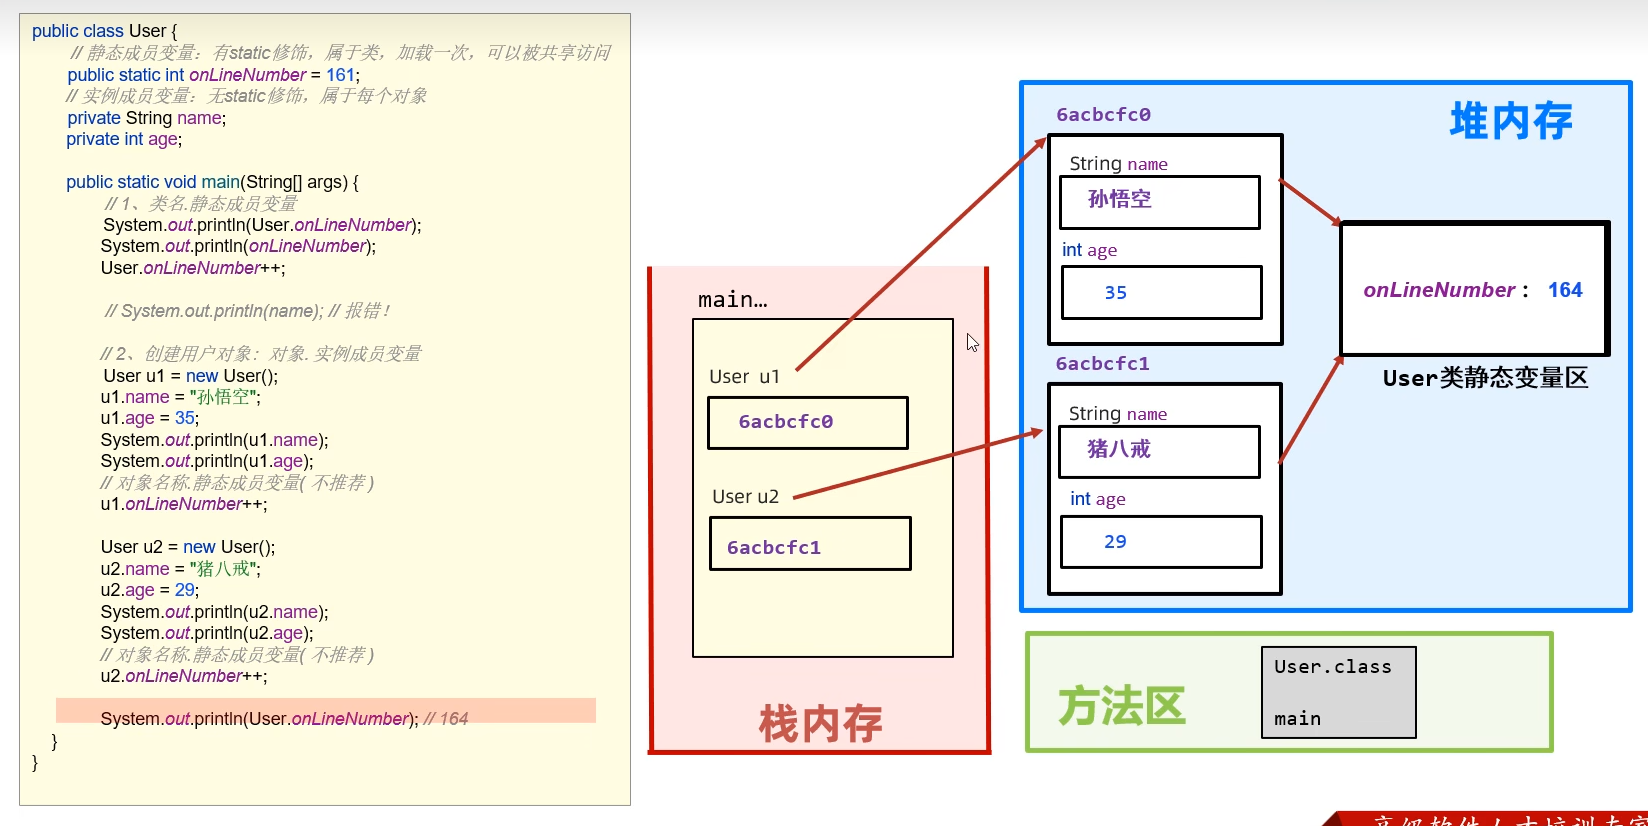 public class User {
// 静态成员变量：有static修饰，属于类，加载一次，可以被共享访问
public static int onLineNumber = 161;
// 实例成员变量：无static修饰，属于每个对象
private String name;
private int age;
public static void main(String[] args) {
// 1、类名.静态成员变量
System.out.println(User.onLineNumber);
System.out.println(onLineNumber);
User.onLineNumber++;
// System.out.println(name); // 报错！
// 2、创建用户对象：对象. 实例成员变量
User u1 = new User();
u1.name = "孙悟空";
u1.age = 35;
System.out.println(u1.name);
System.out.println(u1.age);
// 对象名称.静态成员变量( 不推荐 )
u1.onLineNumber++;
User u2 = new User();
u2.name = "猪八戒";
u2.age = 29;
System.out.println(u2.name);
System.out.println(u2.age);
// 对象名称.静态成员变量( 不推荐 )
u2.onLineNumber++;
System.out.println(User.onLineNumber); // 164
}
}
main…
User u1
6acbcfc0
User u2
6acbcfc1
栈内存
堆内存
6acbcfc0
String name
孙悟空
int age
35
6acbcfc1
String name
猪八戒
int age
29
onLineNumber： 164
User类静态变量区
方法区
User.class
main
高级软件人才培训专家